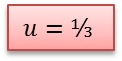 u = ⅓